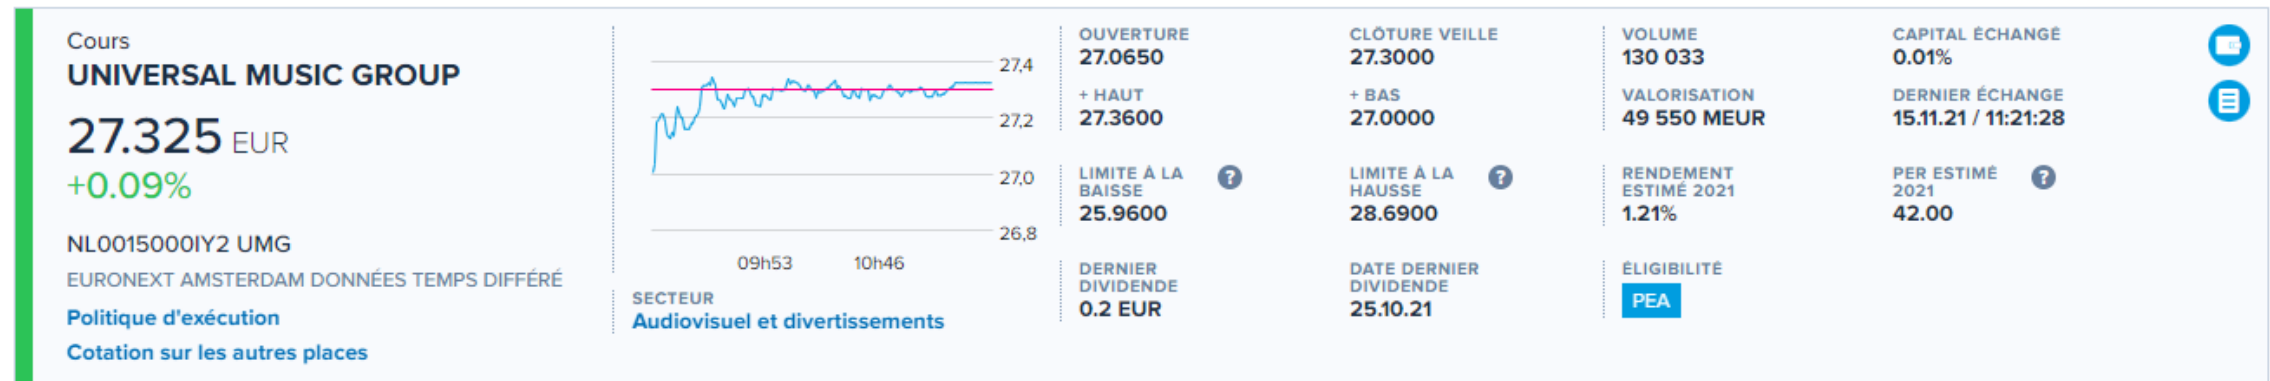 Cours
UNIVERSAL MUSIC GROUP
27.325 EUR
+0.09%
NL0015000IY2 UMG
EURONEXT AMSTERDAM DONNÉES TEMPS DIFFÉRÉ
Politique d'exécution
Cotation sur les autres places
27,4
27,2
27,0
26,8
09h53 10h46
SECTEUR
Audiovisuel et divertissements
OUVERTURE
27.0650
CLÔTURE VEILLE
27.3000
VOLUME
130 033
CAPITAL ÉCHANGÉ
0.01%
+ HAUT
27.3600
+ BAS
27.0000
VALORISATION
49 550 MEUR
DERNIER ÉCHANGE
15.11.21 / 11:21:28
LIMITE À LA
BAISSE
25.9600
?
LIMITE À LA
HAUSSE
28.6900
?
RENDEMENT
ESTIMÉ 2021
1.21%
PER ESTIMÉ
2021
42.00
?
DERNIER
DIVIDENDE
0.2 EUR
DATE DERNIER
DIVIDENDE
25.10.21
ÉLIGIBILITÉ
PEA